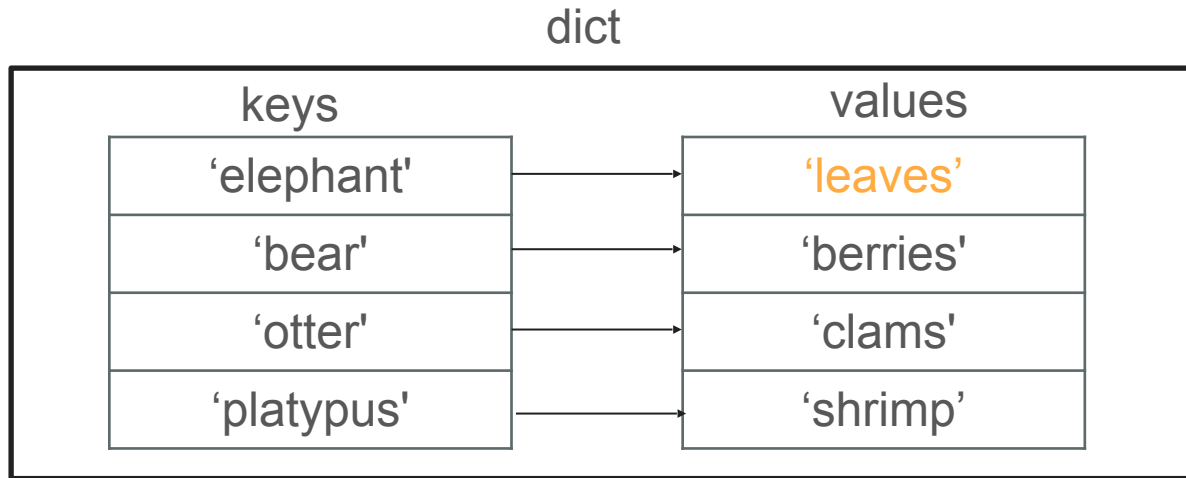 dict
keys values
‘elephant' ‘leaves’
‘bear' ‘berries'
‘otter' ‘clams'
‘platypus' ‘shrimp’